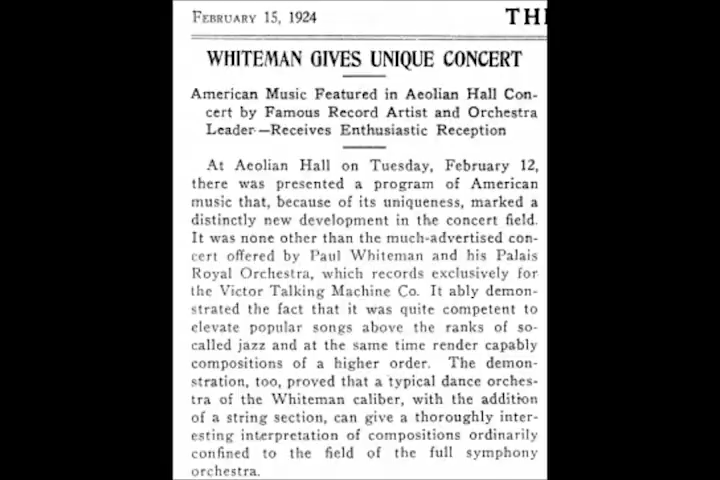 FEBRUARY 15, 1924
WHITEMAN GIVES UNIQUE CONCERT
American Music Featured in Aeolian Hall Con-
cert by Famous Record Artist and Orchestra
Leader—Receives Enthusiastic Reception
At Aeolian Hall on Tuesday, February 12,
there was presented a program of American
music that, because of its uniqueness, marked a
distinctly new development in the concert field.
It was none other than the much-advertised con-
cert offered by Paul Whiteman and his Palais
Royal Orchestra, which records exclusively for
the Victor Talking Machine Co. It ably demon-
strated the fact that it was quite competent to
elevate popular songs above the ranks of so-
called jazz and at the same time render capably
compositions of a higher order. The demon-
stration, too, proved that a typical dance orches-
tra of the Whiteman caliber, with the addition
of a string section, can give a thoroughly inter-
esting interpretation of compositions ordinarily
confined to the field of the full symphony
orchestra.